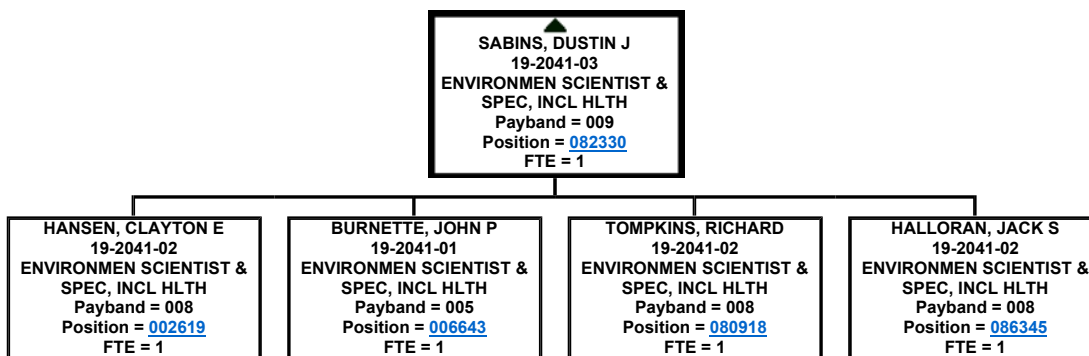 SABINS, DUSTIN J
19-2041-03
ENVIRONMEN SCIENTIST &
SPEC, INCL HLTH
Payband = 009
Position = 082330
FTE = 1
HANSEN, CLAYTON E
19-2041-02
ENVIRONMEN SCIENTIST &
SPEC, INCL HLTH
Payband = 008
Position = 002619
FTE = 1
BURNETTE, JOHN P
19-2041-01
ENVIRONMEN SCIENTIST &
SPEC, INCL HLTH
Payband = 005
Position = 006643
FTE = 1
TOMPKINS, RICHARD
19-2041-02
ENVIRONMEN SCIENTIST &
SPEC, INCL HLTH
Payband = 008
Position = 080918
FTE = 1
HALLORAN, JACK S
19-2041-02
ENVIRONMEN SCIENTIST &
SPEC, INCL HLTH
Payband = 008
Position = 086345
FTE = 1